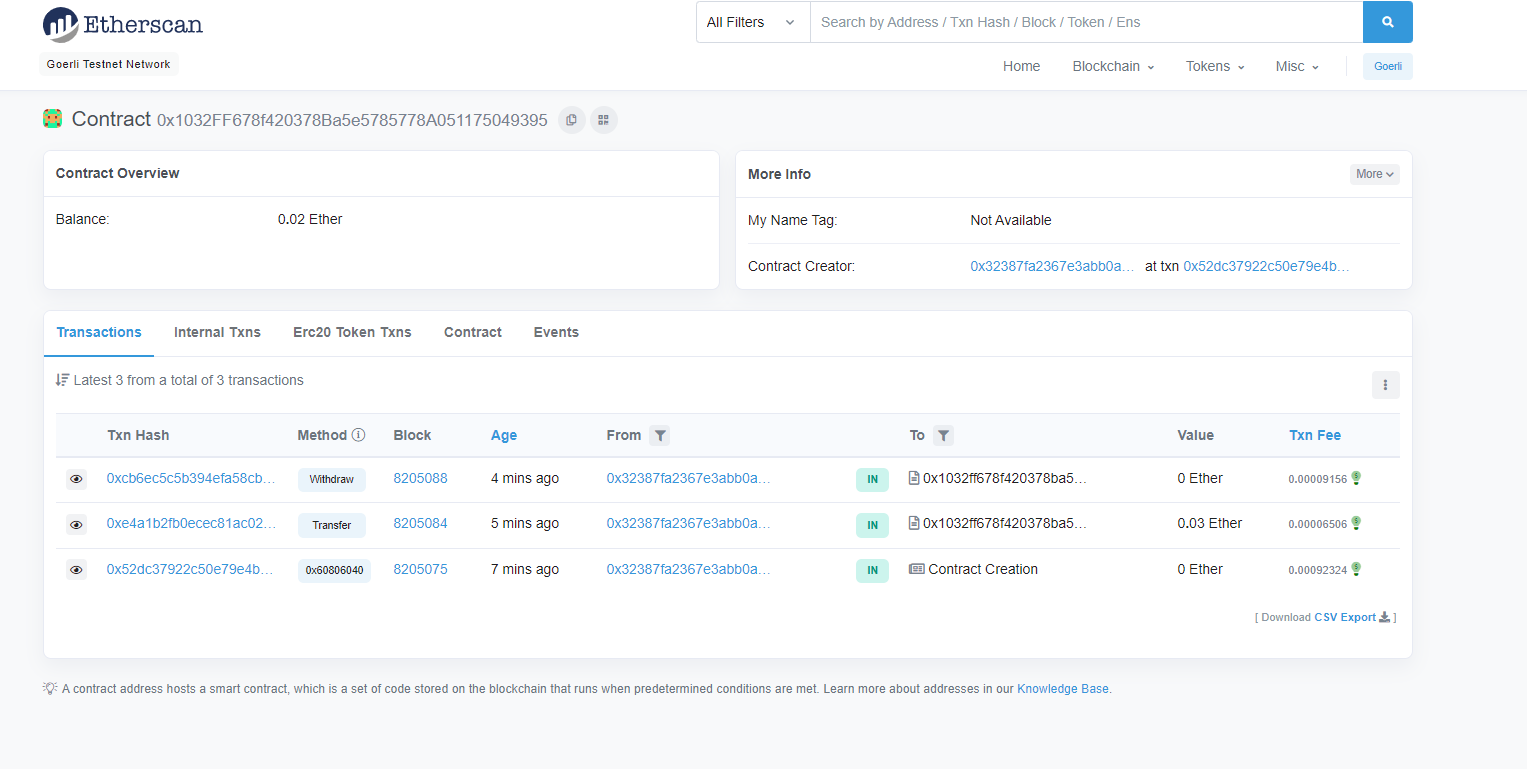 Etherscan
All Filters
Search by Address / Txn Hash / Block / Token / Ens
Goerli Testnet Network
Home Blockchain Tokens Misc Goerli
Contract 0x1032FF678f420378Ba5e5785778A051175049395
Contract Overview
Balance: 0.02 Ether
More Info More
My Name Tag: Not Available
Contract Creator: 0x32387fa2367e3abb0a... at txn 0x52dc37922c50e79e4b...
Transactions Internal Txns Erc20 Token Txns Contract Events
Latest 3 from a total of 3 transactions
Txn Hash Method Block Age From To Value Txn Fee
0xcb6ec5c5b394efa58cb... Withdraw 8205088 4 mins ago 0x32387fa2367e3abb0a... IN 0x1032ff678f420378ba5... 0 Ether 0.00009156
0xe4a1b2fb0ecec81ac02... Transfer 8205084 5 mins ago 0x32387fa2367e3abb0a... IN 0x1032ff678f420378ba5... 0.03 Ether 0.00006506
0x52dc37922c50e79e4b... 0x60806040 8205075 7 mins ago 0x32387fa2367e3abb0a... IN Contract Creation 0 Ether 0.00092324
[ Download CSV Export ]
A contract address hosts a smart contract, which is a set of code stored on the blockchain that runs when predetermined conditions are met. Learn more about addresses in our Knowledge Base.